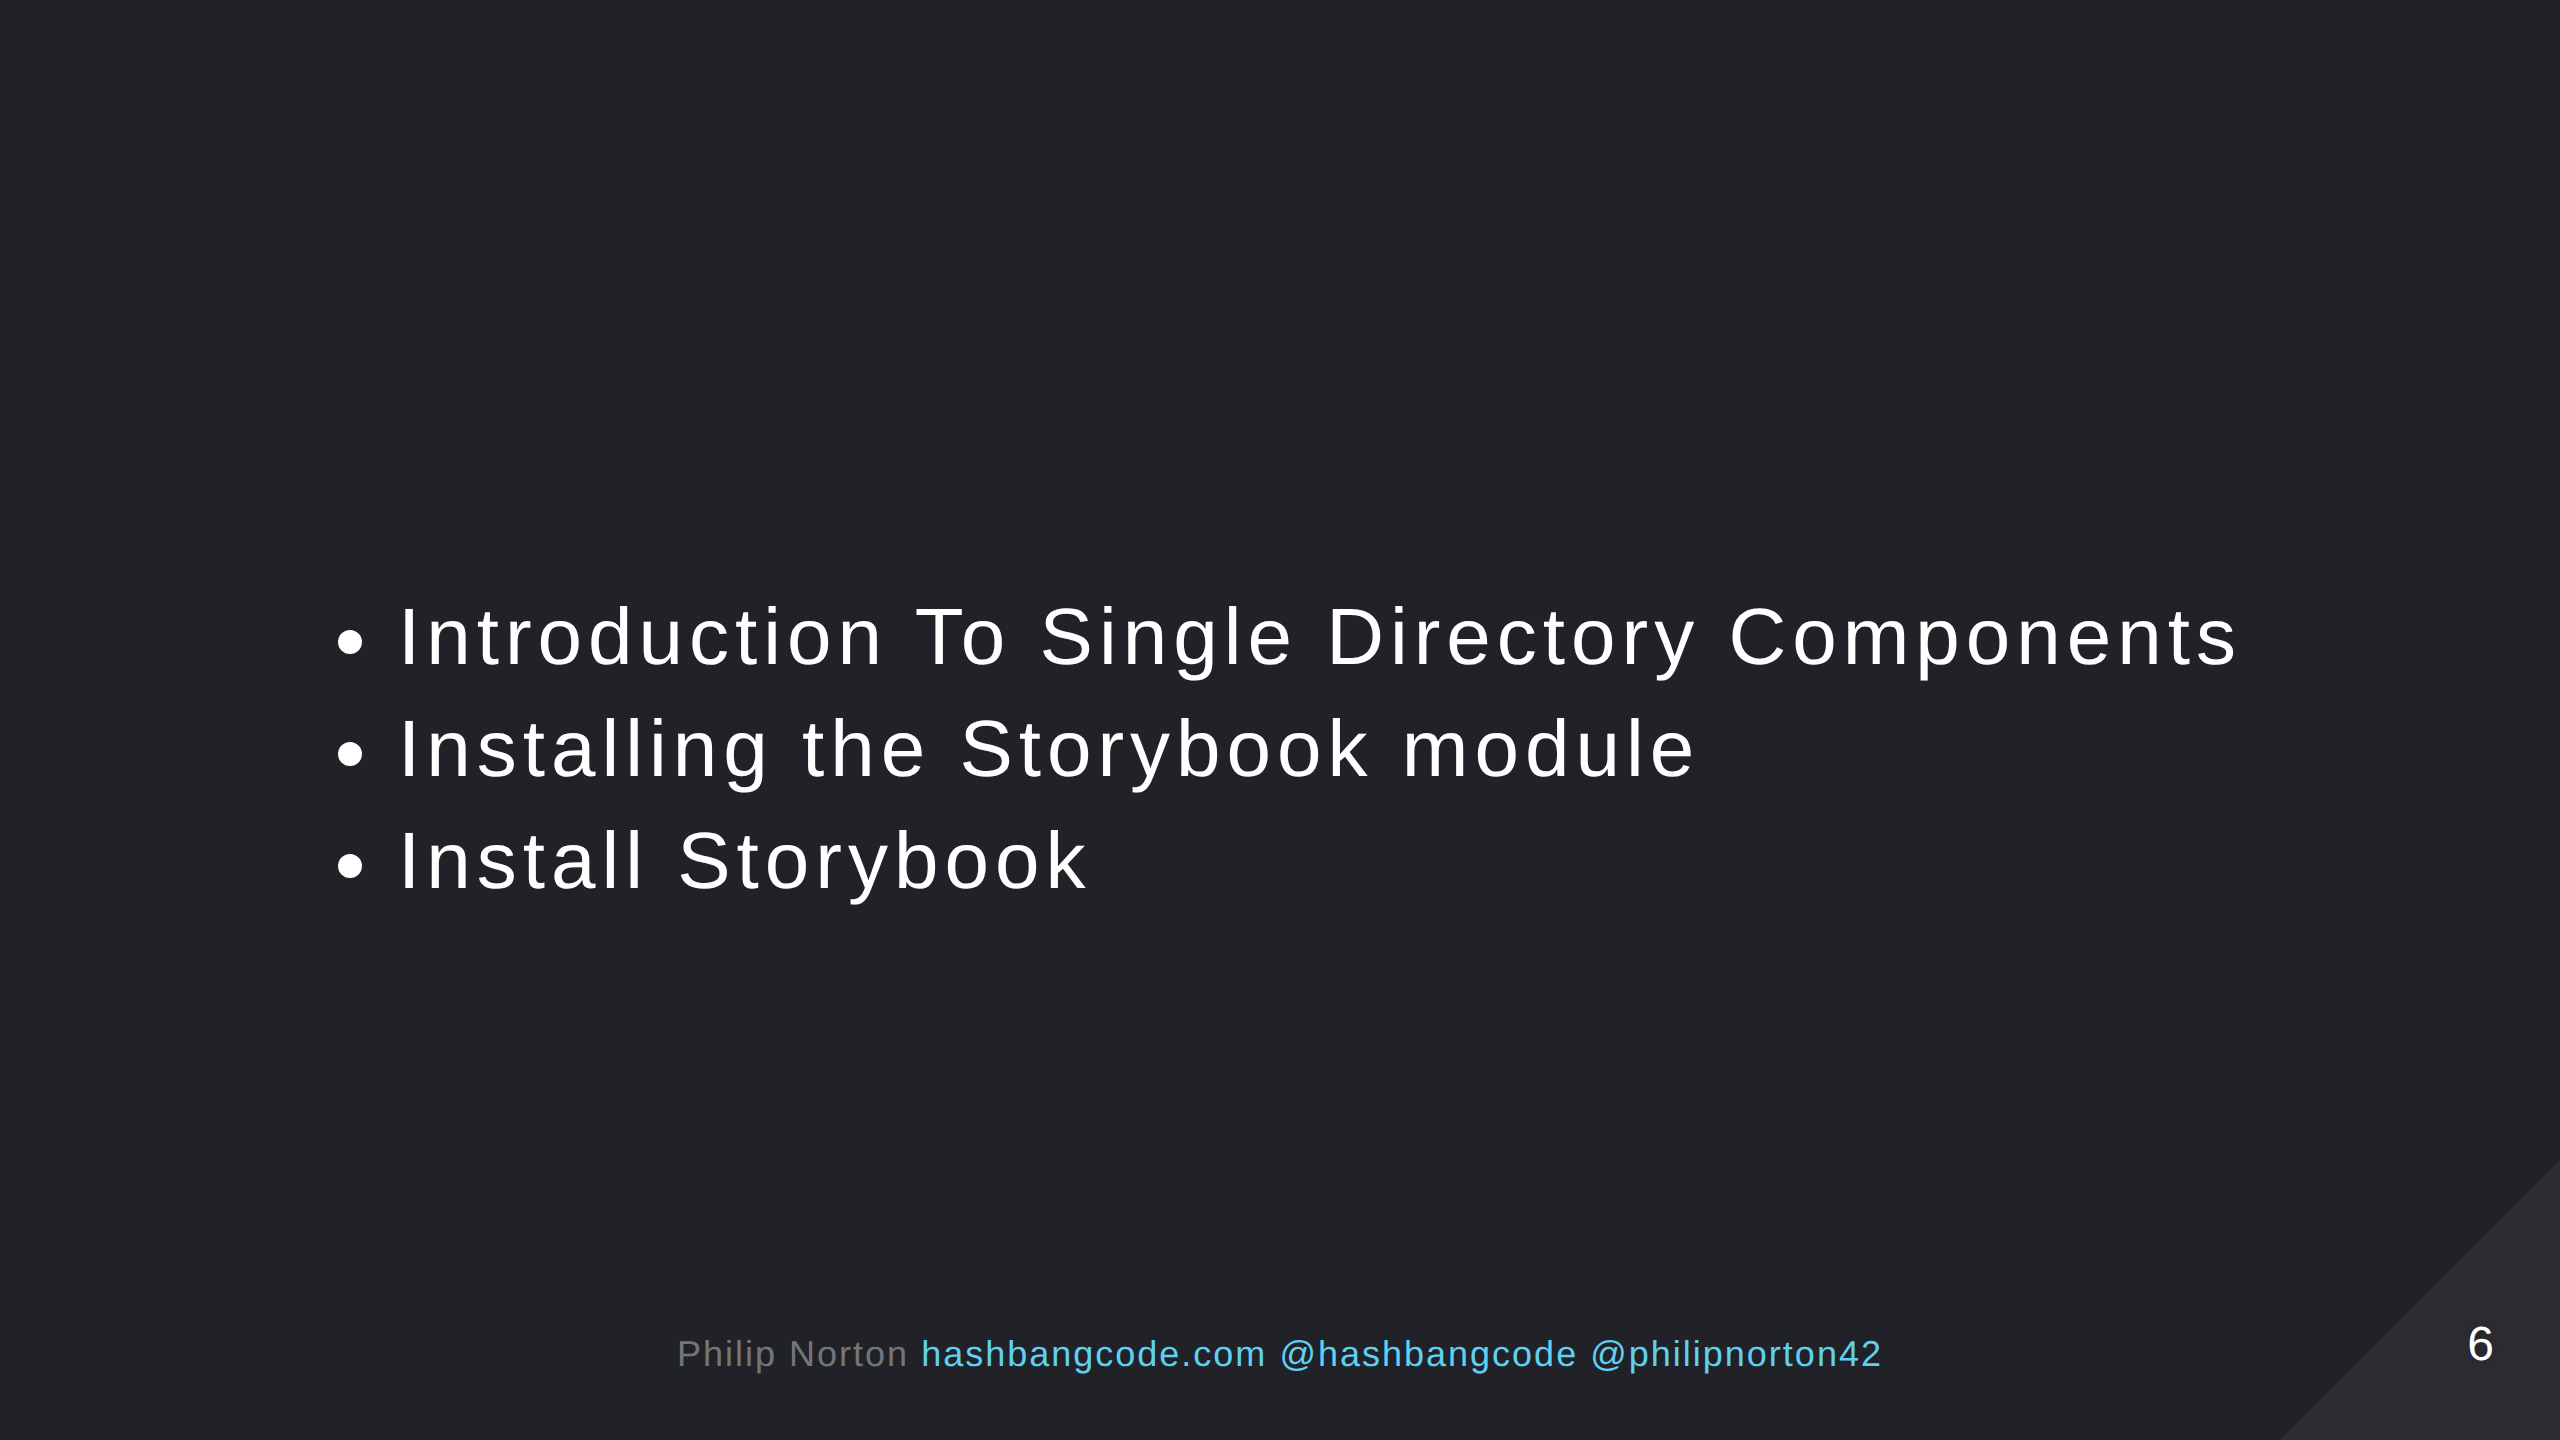 • Introduction To Single Directory Components
• Installing the Storybook module
• Install Storybook
Philip Norton hashbangcode.com @hashbangcode @philipnorton42
6